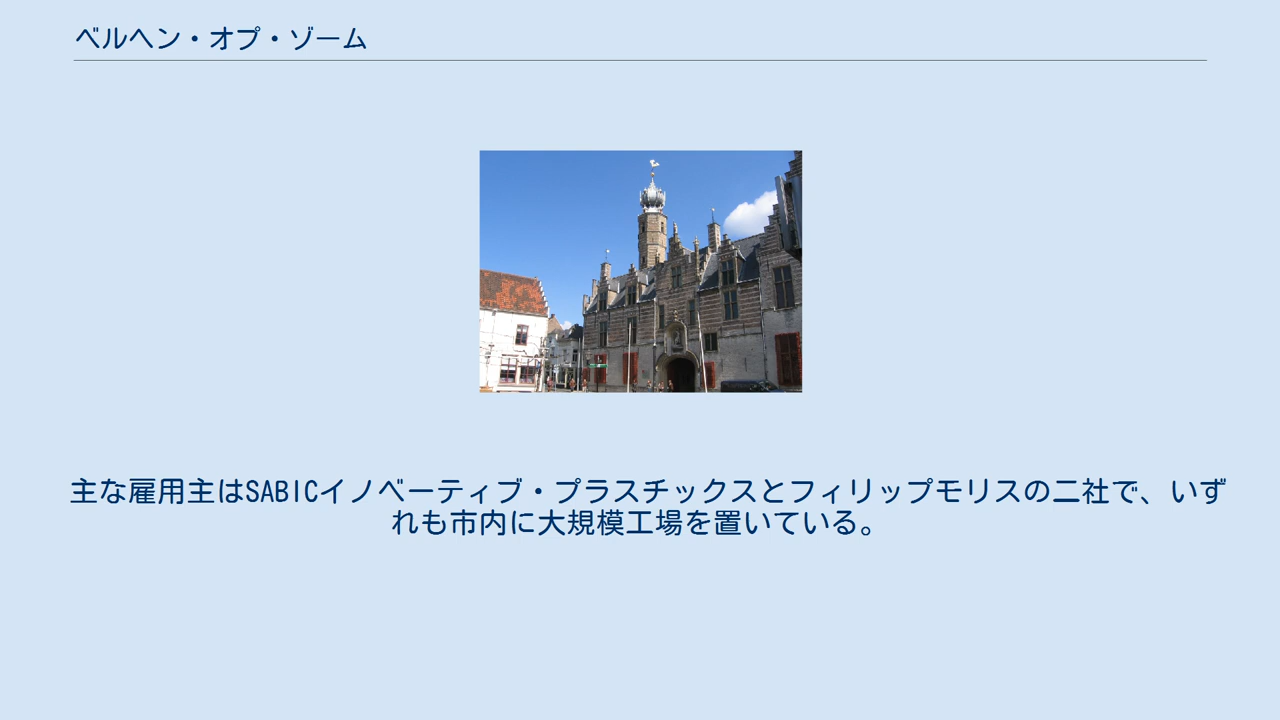 ベルヘン・オプ・ゾーム
主な雇用主はSABICイノベーティブ・プラスチックスとフィリップモリスの二社で、いず
れも市内に大規模工場を置いている。